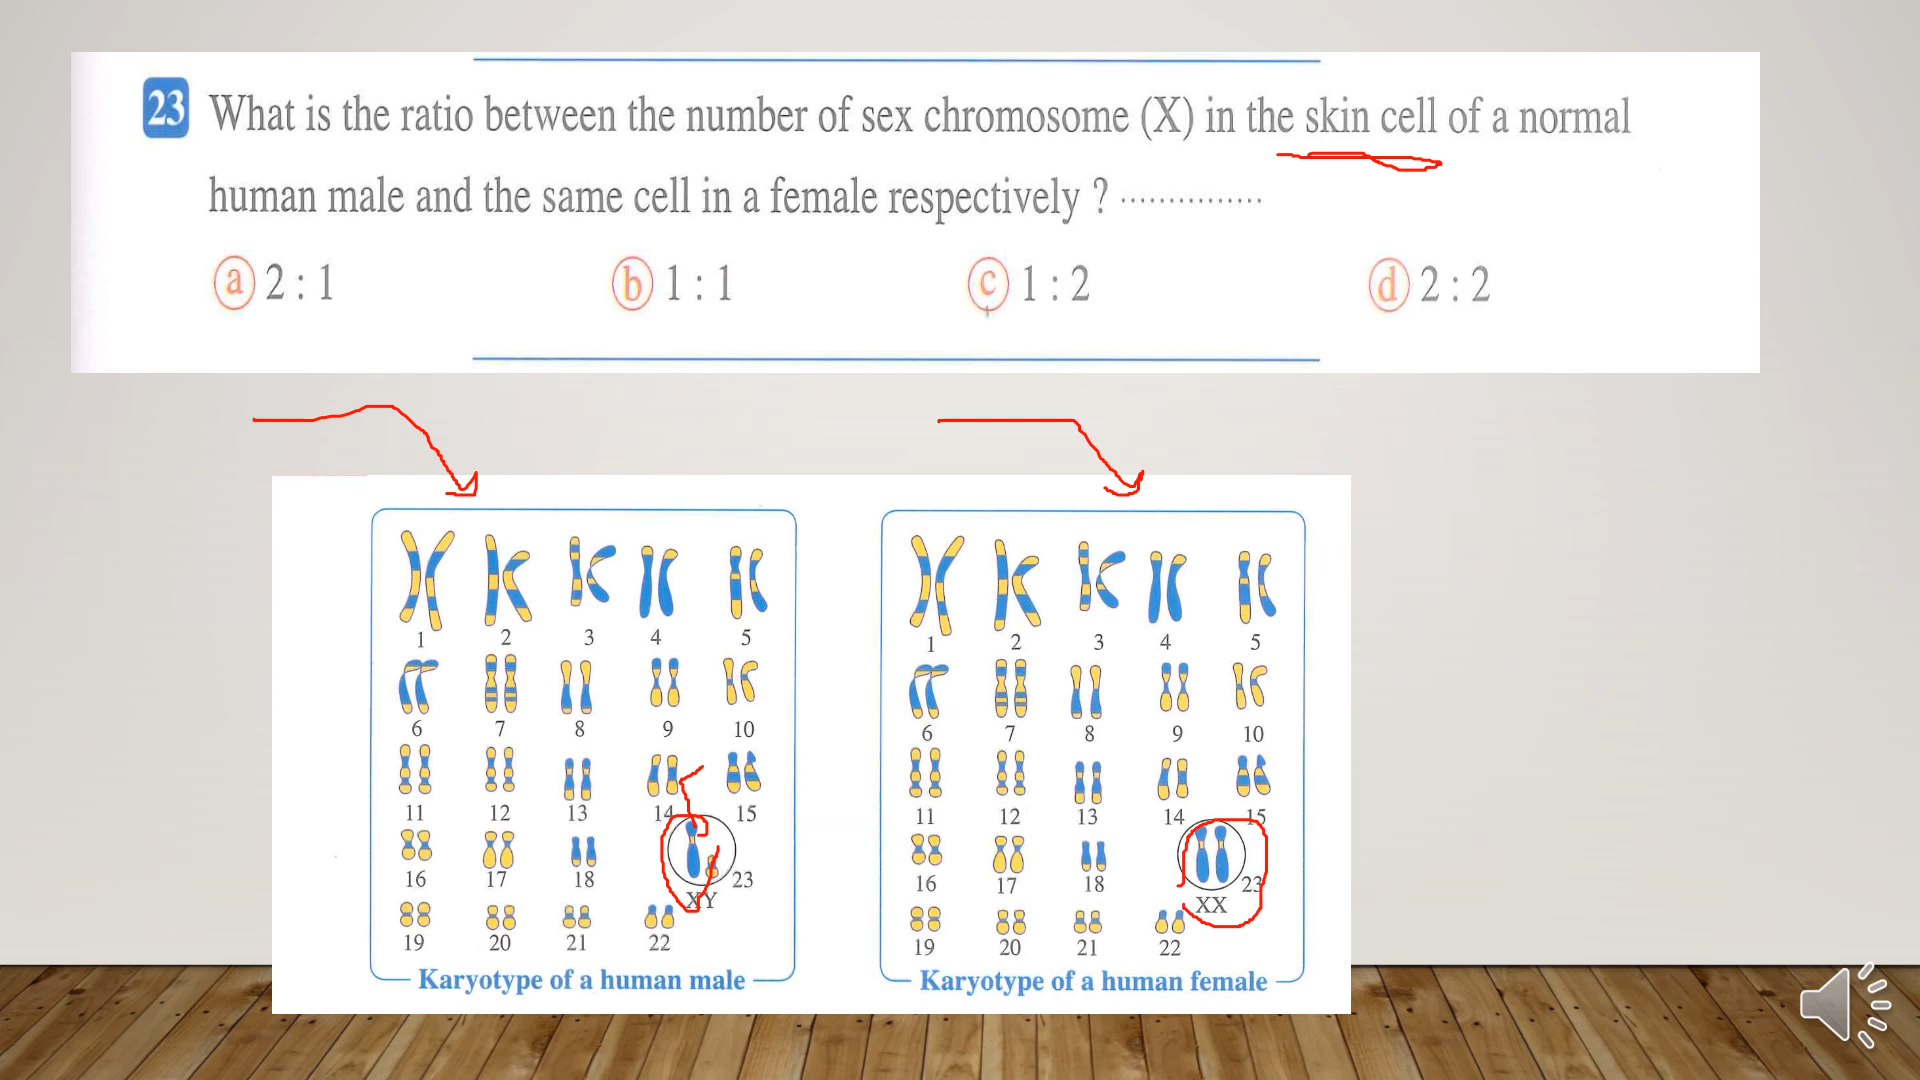 23 What is the ratio between the number of sex chromosome (X) in the skin cell of a normal
human male and the same cell in a female respectively ? ...............
a 2 : 1 b 1 : 1 c 1 : 2 d 2 : 2
1 2 3 4 5
6 7 8 9 10
11 12 13 14 15
16 17 18 23
XY
19 20 21 22
Karyotype of a human male
1 2 3 4 5
6 7 8 9 10
11 12 13 14 15
16 17 18 23
XX
19 20 21 22
Karyotype of a human female